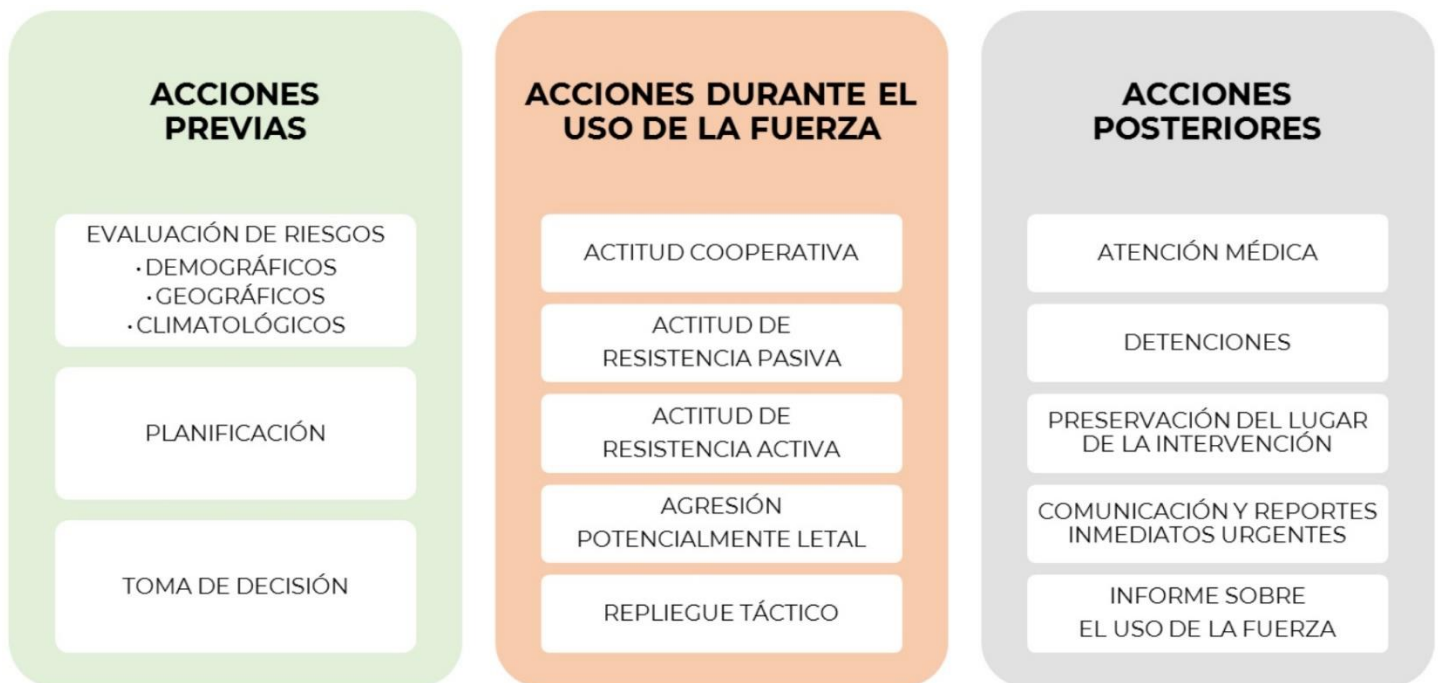 ACCIONES
PREVIAS
EVALUACIÓN DE RIESGOS
• DEMOGRÁFICOS
• GEOGRÁFICOS
• CLIMATOLÓGICOS
PLANIFICACIÓN
TOMA DE DECISIÓN
ACCIONES DURANTE EL
USO DE LA FUERZA
ACTITUD COOPERATIVA
ACTITUD DE
RESISTENCIA PASIVA
ACTITUD DE
RESISTENCIA ACTIVA
AGRESIÓN
POTENCIALMENTE LETAL
REPLIEGUE TÁCTICO
ACCIONES
POSTERIORES
ATENCIÓN MÉDICA
DETENCIONES
PRESERVACIÓN DEL LUGAR
DE LA INTERVENCIÓN
COMUNICACIÓN Y REPORTES
INMEDIATOS URGENTES
INFORME SOBRE
EL USO DE LA FUERZA